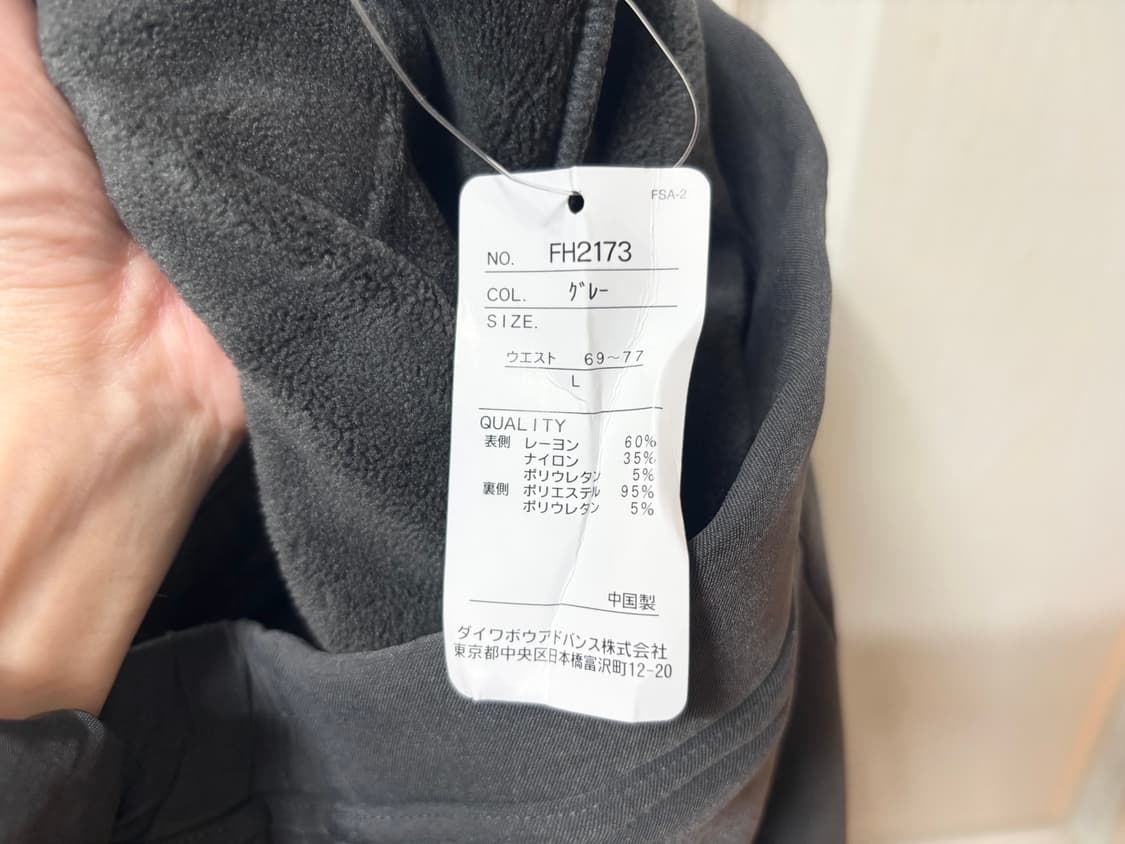 FSA-2
NO. FH2173
COL. グレー
SIZE.
ウエスト 69～77
L
QUALITY
表側 レーヨン 60%
ナイロン 35%
ポリウレタン 5%
裏側 ポリエステル 95%
ポリウレタン 5%
中国製
ダイワボウアドバンス株式会社
東京都中央区日本橋富沢町12-20